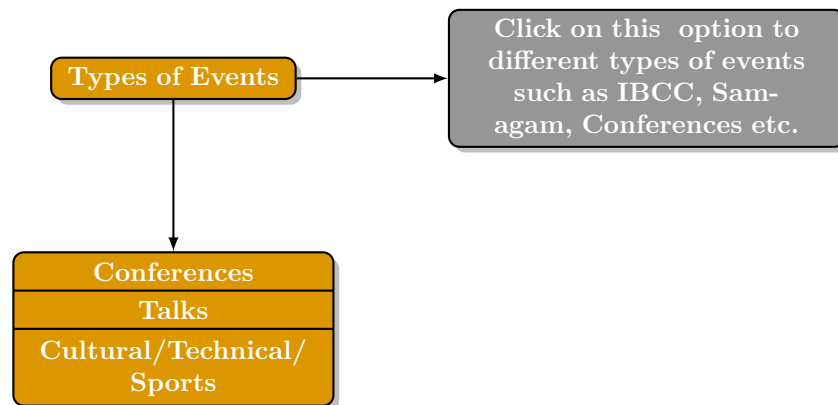 Types of Events
Click on this option to
different types of events
such as IBCC, Sam-
agam, Conferences etc.
Conferences
Talks
Cultural/Technical/
Sports